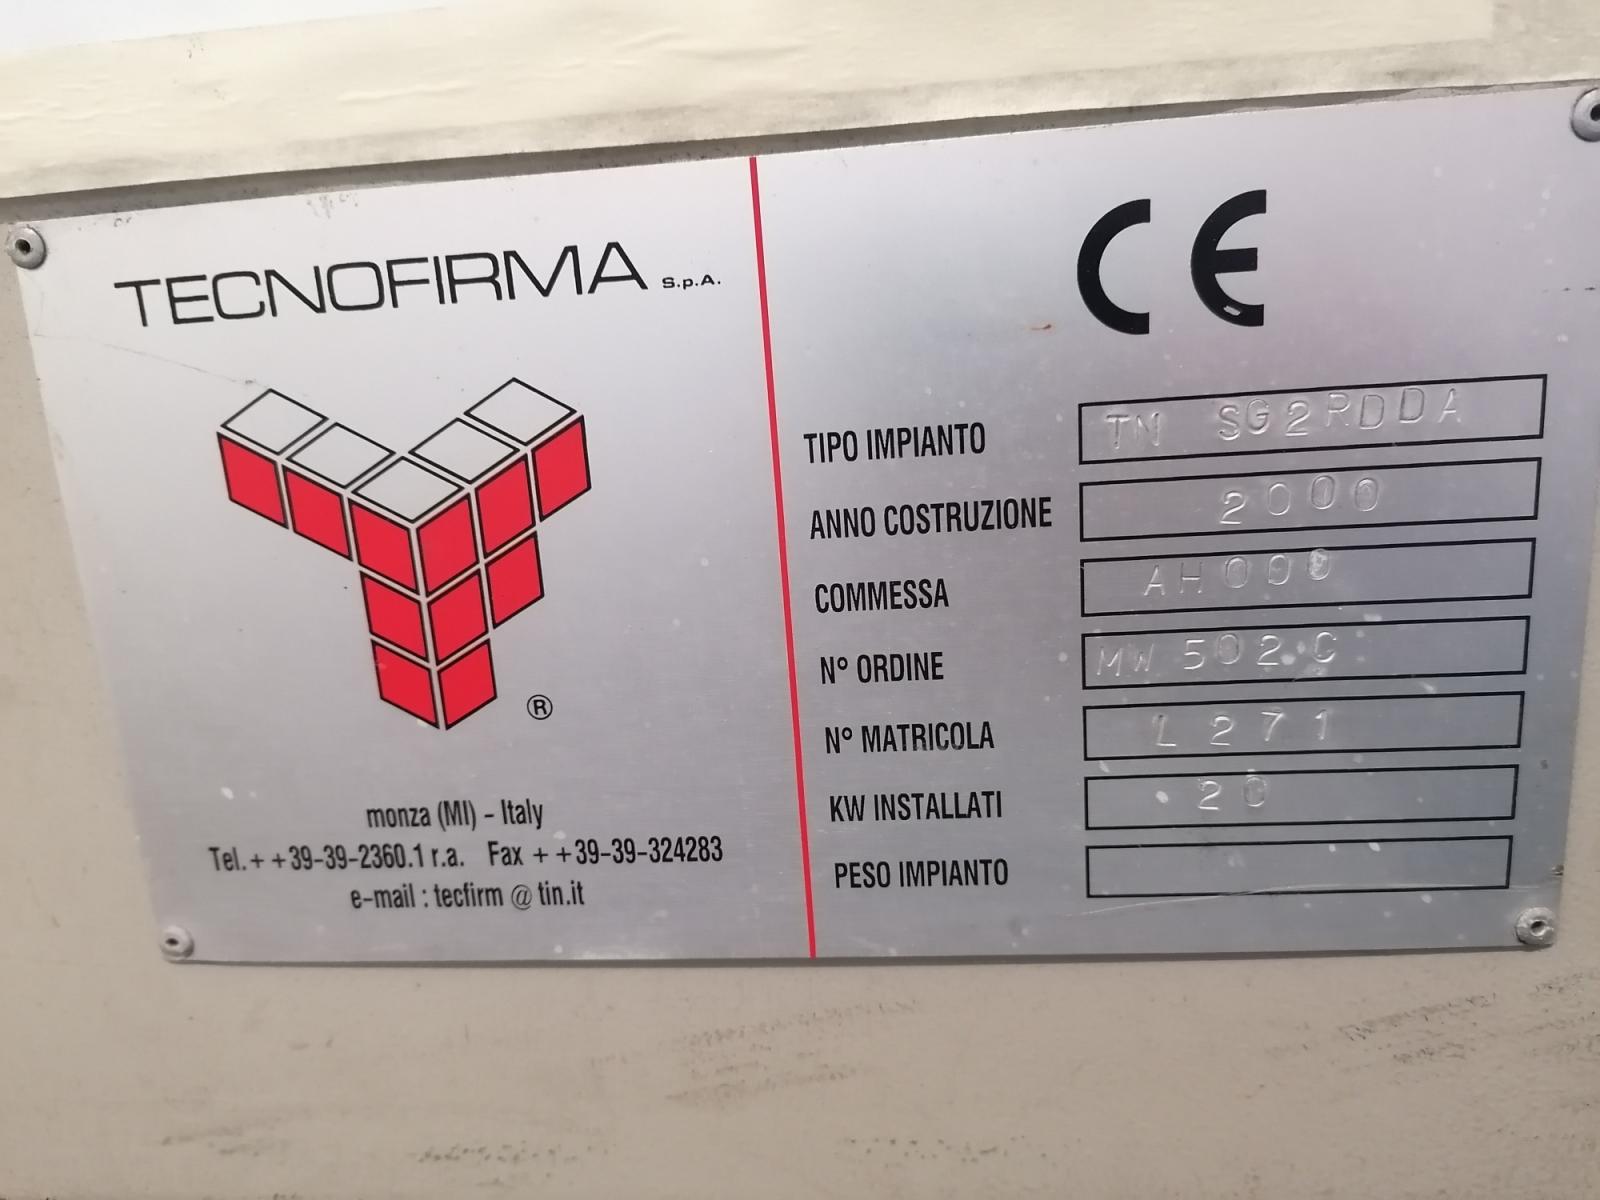 TECNOFIRMA S.p.A.
®
monza (MI) - Italy
Tel.++39-39-2360.1 r.a. Fax ++39-39-324283
e-mail : tecfirm @ tin.it
CE
TIPO IMPIANTO TN SG2RDDA
ANNO COSTRUZIONE 2000
COMMESSA AH000
N° ORDINE MW 502.C
N° MATRICOLA L271
KW INSTALLATI 20
PESO IMPIANTO